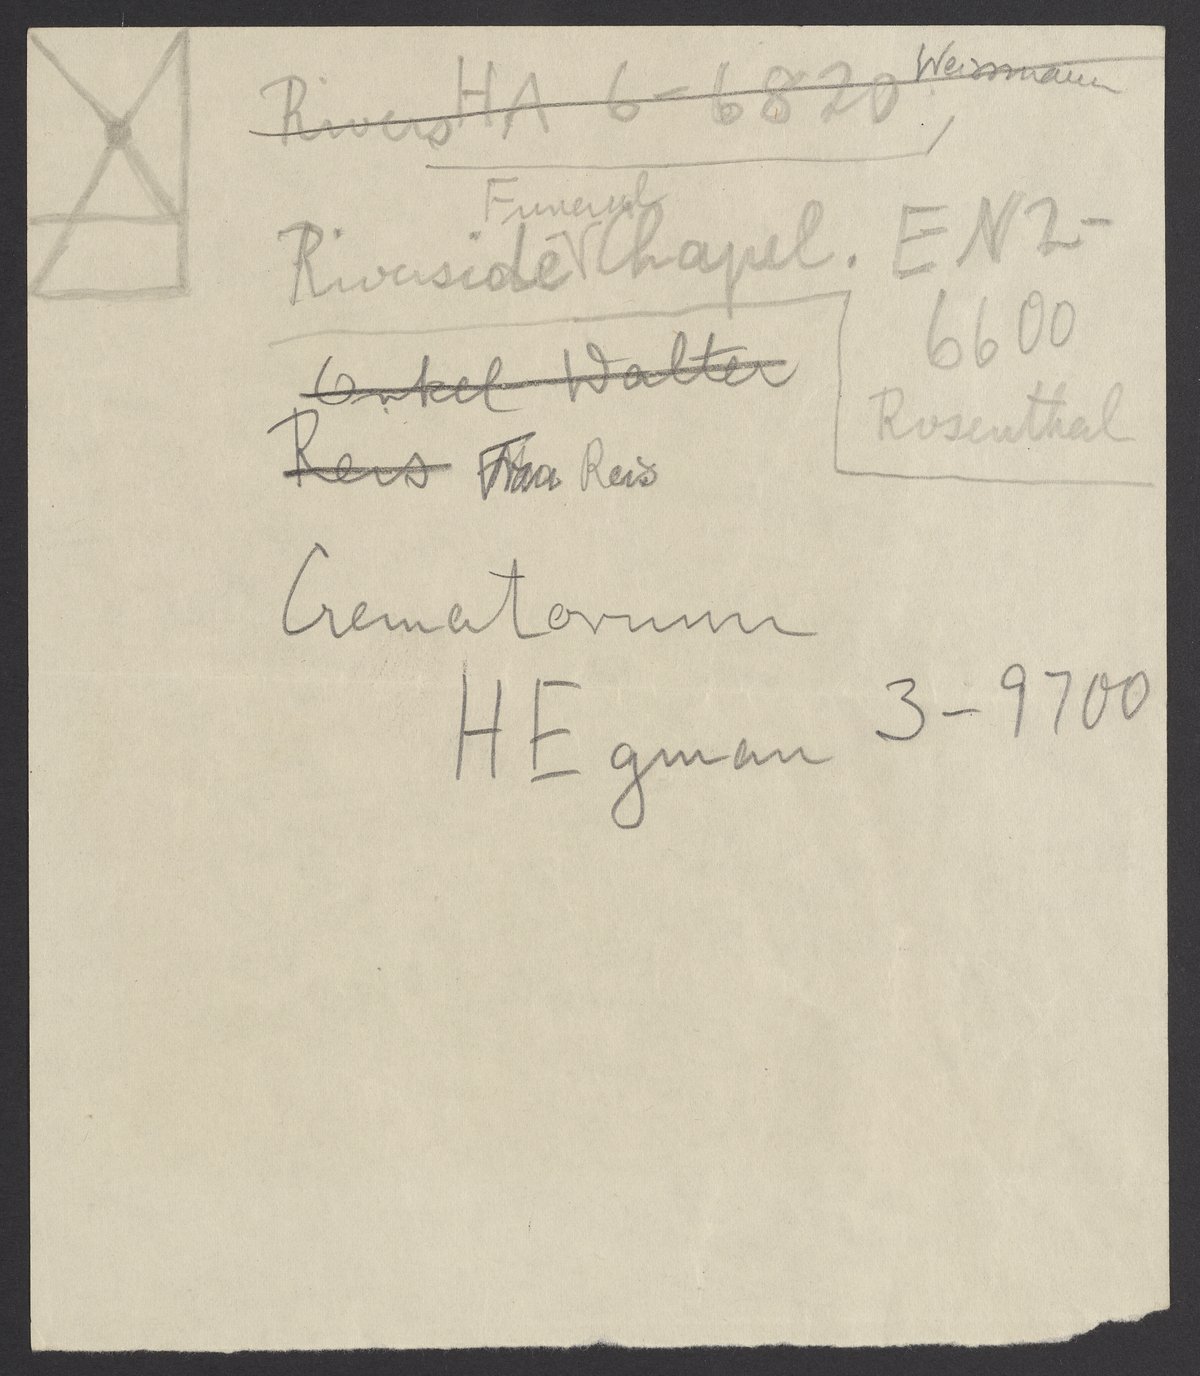 Rivers HA 6-6820 Weissmann
Funeral
Riverside Chapel. EN2-
6600
Rosenthal
Onkel Walter
Reis Frau Reis
Crematorium
HEgman 3-9700